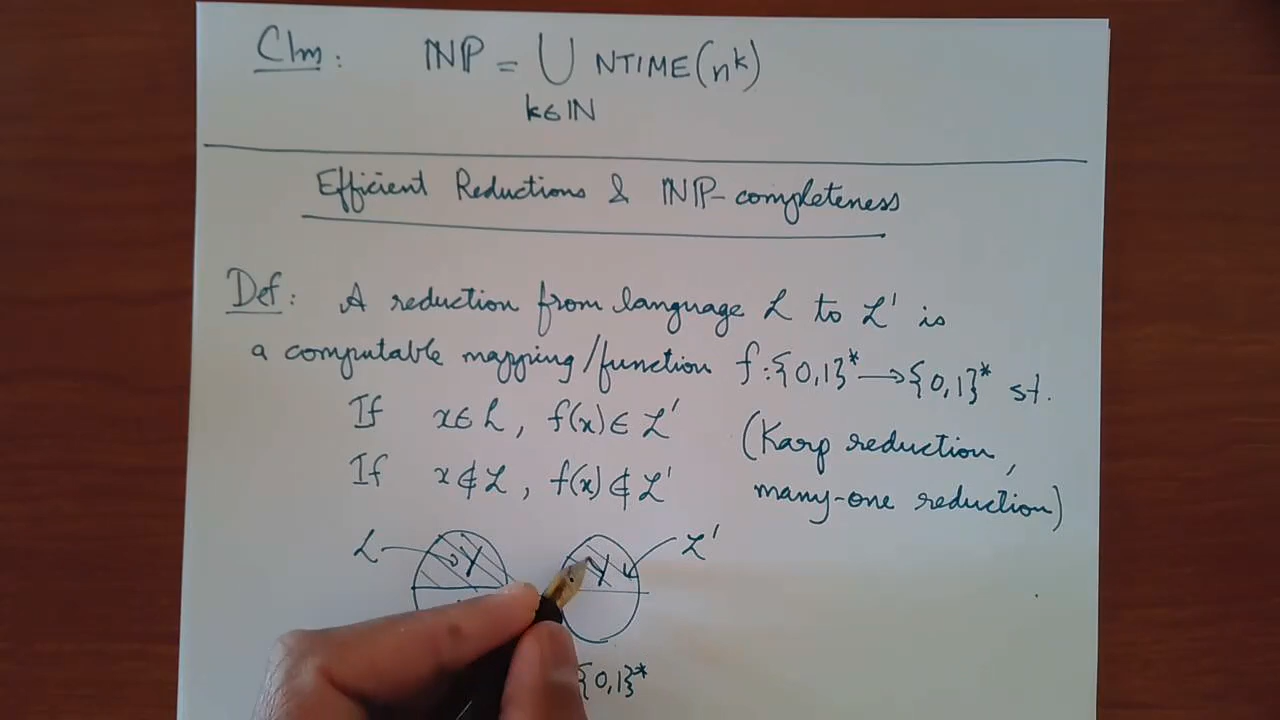 Clm: NP = ∪ NTIME(n^k)
k∈ℕ
Efficient Reductions & NP-completeness
Def: A reduction from language L to L' is
a computable mapping/function f:{0,1}* → {0,1}* st.
If x∈L, f(x)∈L'
If x∉L, f(x)∉L'
(Karp reduction,
many-one reduction)
L Y Y L'
{0,1}*